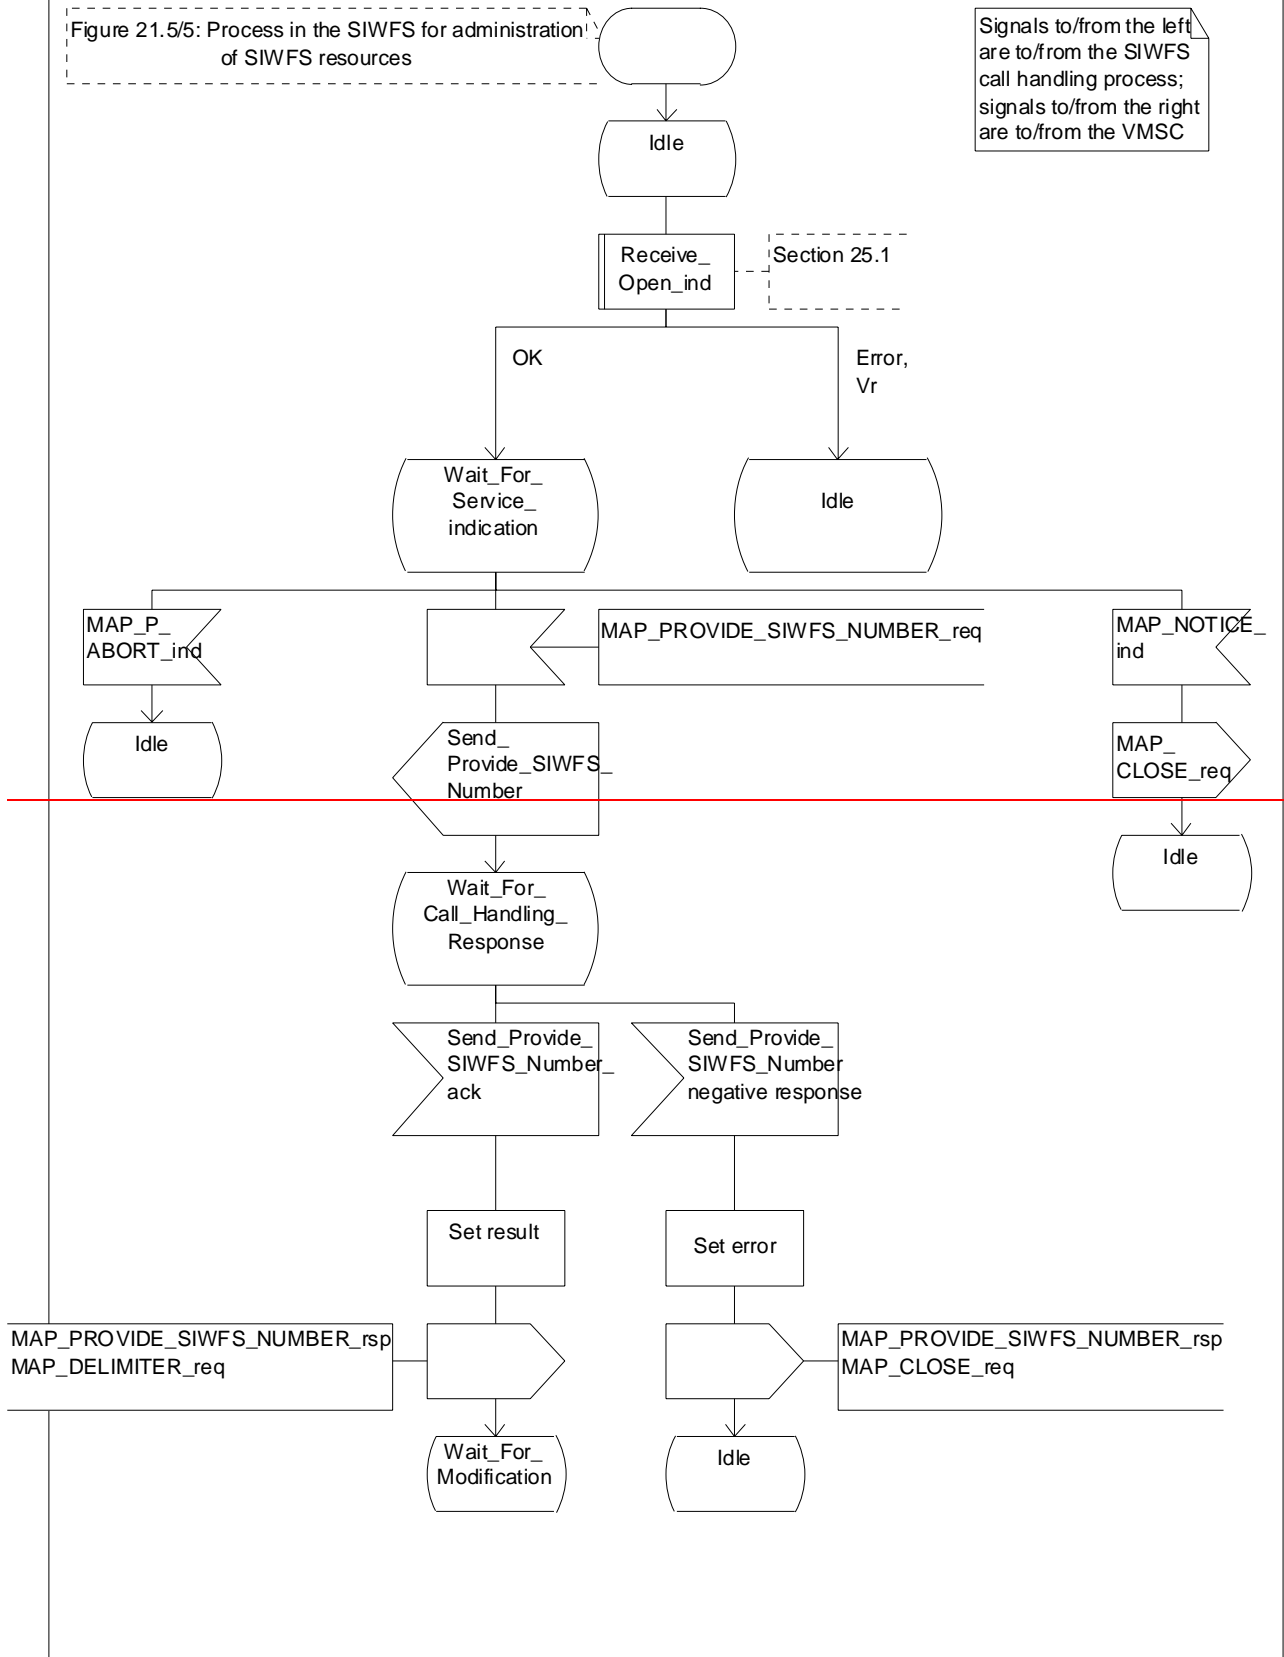 Figure 21.5/5: Process in the SIWFS for administration
of SIWFS resources
Signals to/from the left
are to/from the SIWFS
call handling process;
signals to/from the right
are to/from the VMSC
Idle
Receive_
Open_ind
Section 25.1
OK
Error,
Vr
Wait_For_
Service_
indication
Idle
MAP_P_
ABORT_ind
MAP_PROVIDE_SIWFS_NUMBER_req
MAP_NOTICE_
ind
Idle
Send_
Provide_SIWFS_
Number
MAP_
CLOSE_req
Idle
Wait_For_
Call_Handling_
Response
Send_Provide_
SIWFS_Number_
ack
Send_Provide_
SIWFS_Number
negative response
Set result
Set error
MAP_PROVIDE_SIWFS_NUMBER_rsp
MAP_DELIMITER_req
MAP_PROVIDE_SIWFS_NUMBER_rsp
MAP_CLOSE_req
Wait_For_
Modification
Idle